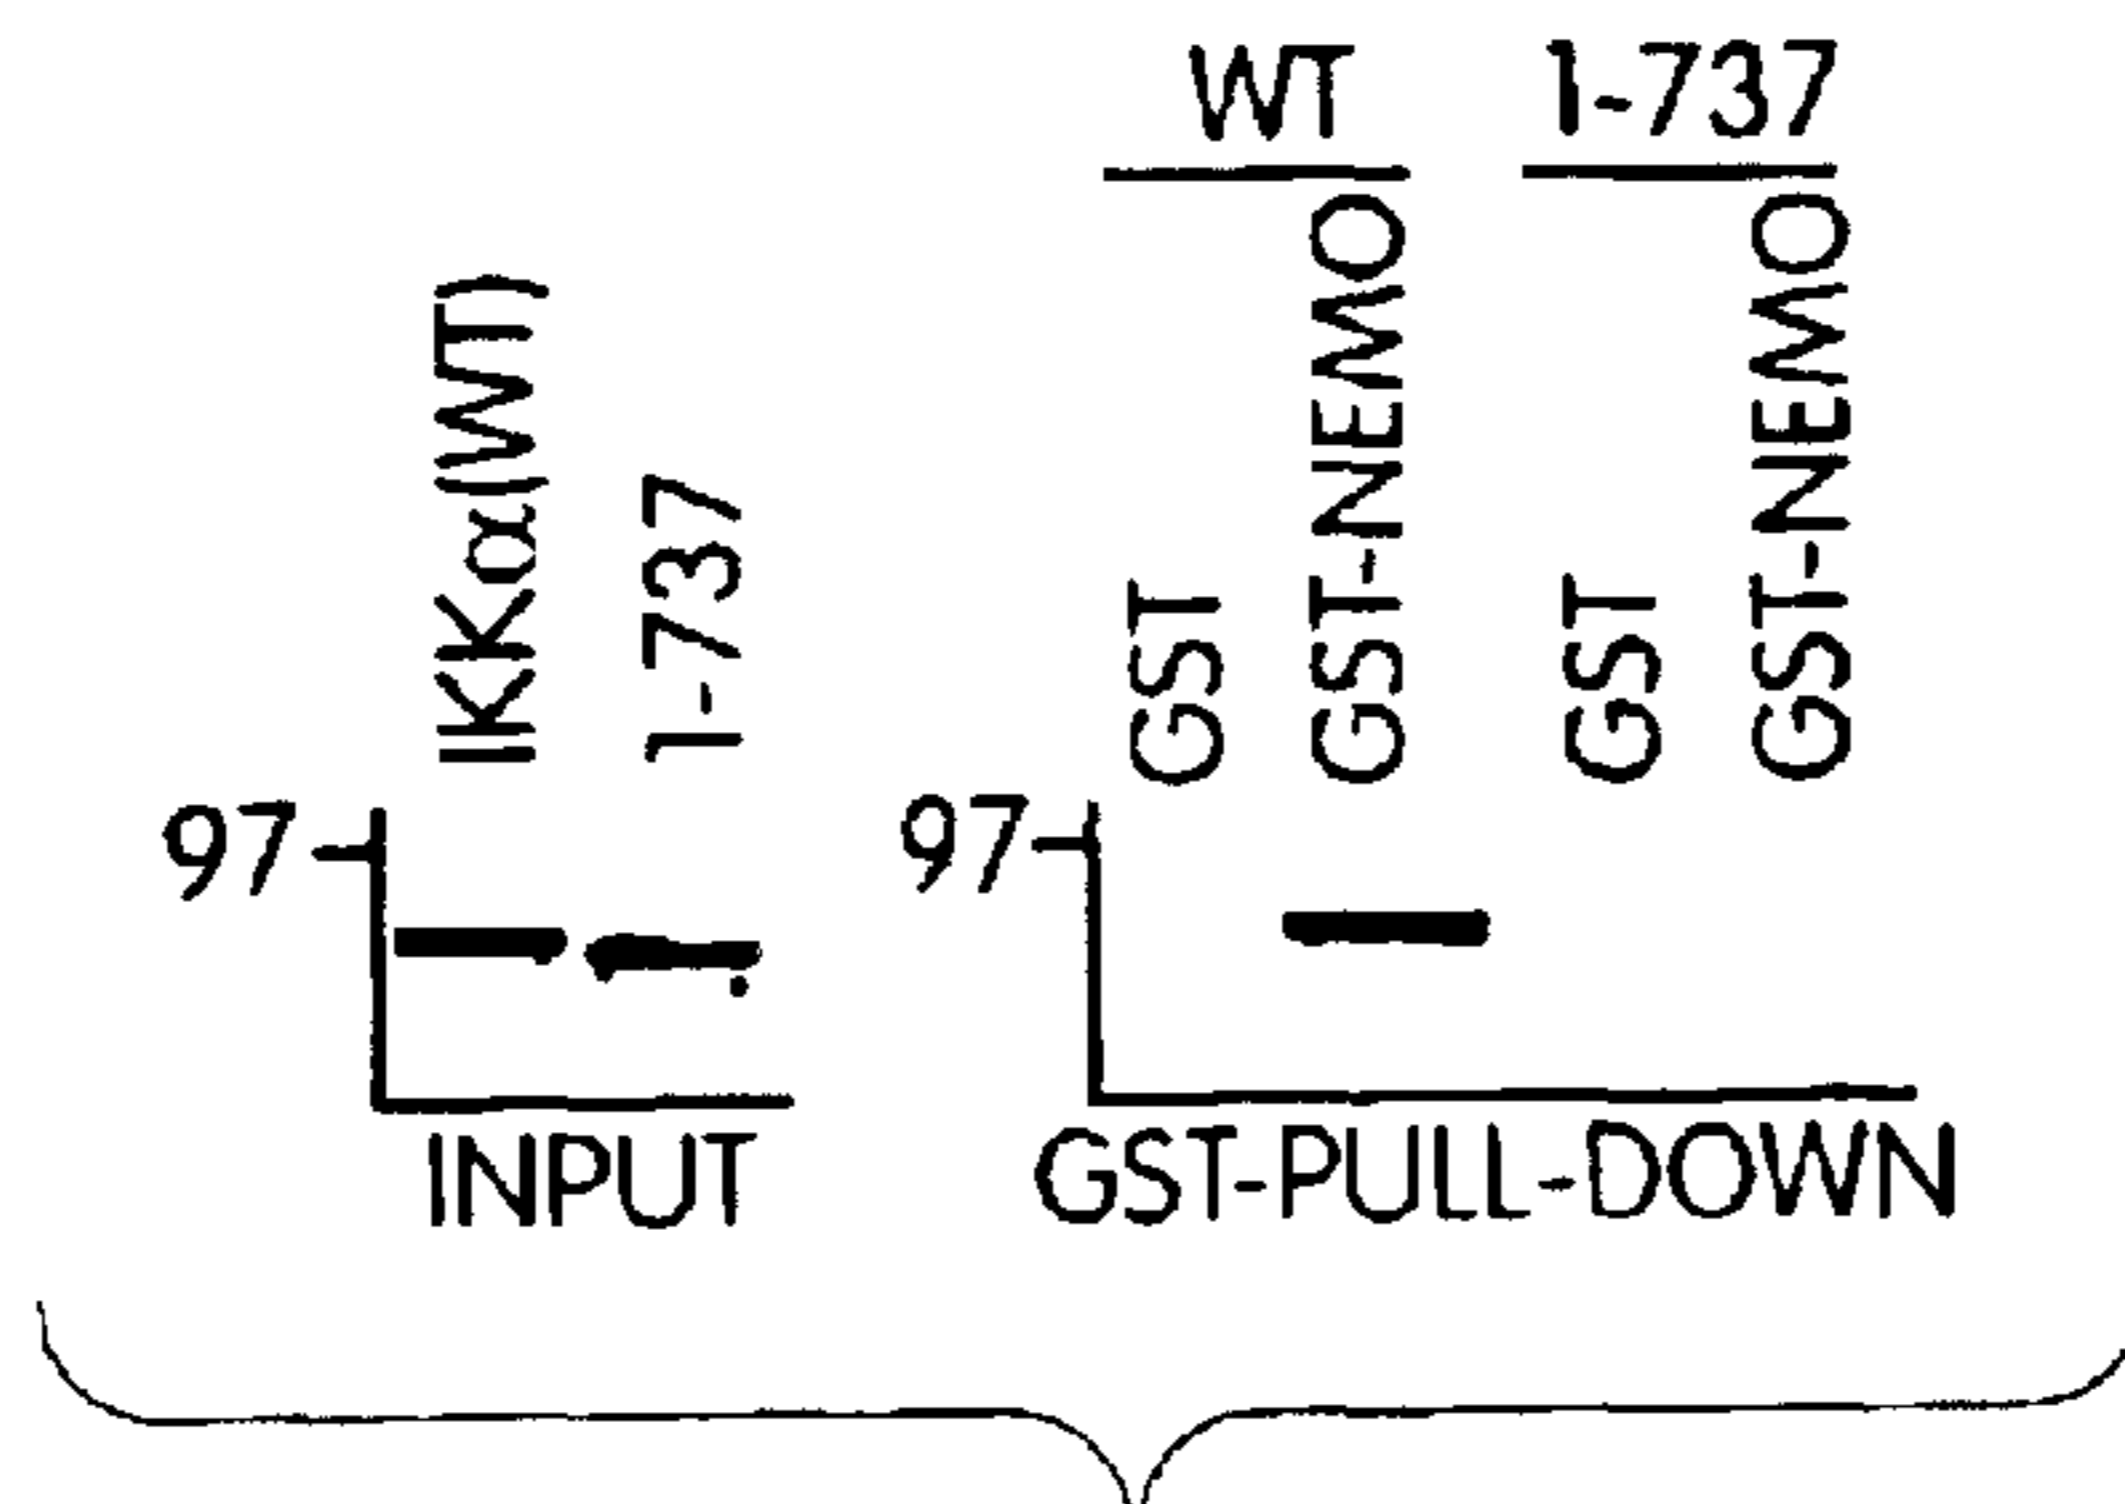 WT 1-737
IKKα(WT) 1-737 GST GST-NEMO GST GST-NEMO
97 97
INPUT GST-PULL-DOWN